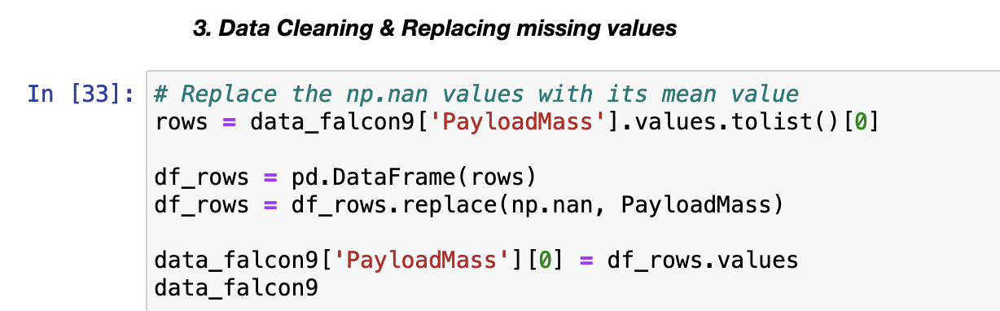 3. Data Cleaning & Replacing missing values
In [33]: # Replace the np.nan values with its mean value
rows = data_falcon9['PayloadMass'].values.tolist()[0]
df_rows = pd.DataFrame(rows)
df_rows = df_rows.replace(np.nan, PayloadMass)
data_falcon9['PayloadMass'][0] = df_rows.values
data_falcon9